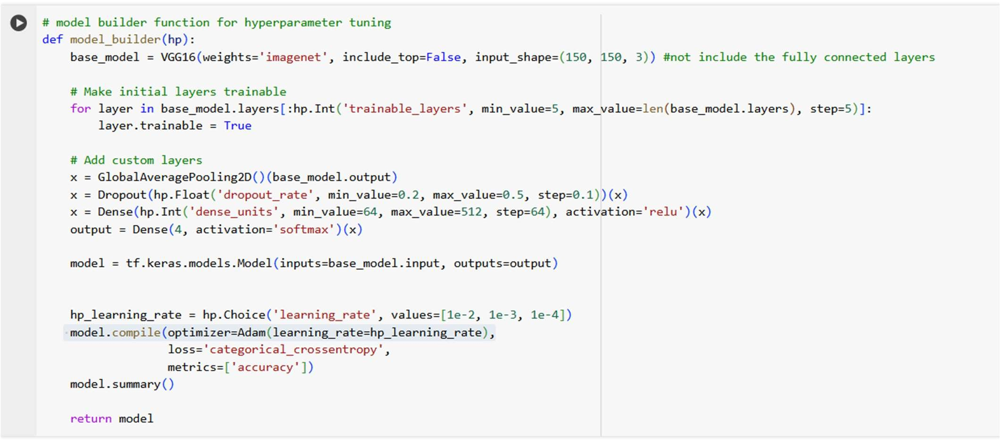 # model builder function for hyperparameter tuning
def model_builder(hp):
    base_model = VGG16(weights='imagenet', include_top=False, input_shape=(150, 150, 3)) #not include the fully connected layers

    # Make initial layers trainable
    for layer in base_model.layers[:hp.Int('trainable_layers', min_value=5, max_value=len(base_model.layers), step=5)]:
        layer.trainable = True

    # Add custom layers
    x = GlobalAveragePooling2D()(base_model.output)
    x = Dropout(hp.Float('dropout_rate', min_value=0.2, max_value=0.5, step=0.1))(x)
    x = Dense(hp.Int('dense_units', min_value=64, max_value=512, step=64), activation='relu')(x)
    output = Dense(4, activation='softmax')(x)

    model = tf.keras.models.Model(inputs=base_model.input, outputs=output)


    hp_learning_rate = hp.Choice('learning_rate', values=[1e-2, 1e-3, 1e-4])
    model.compile(optimizer=Adam(learning_rate=hp_learning_rate),
                  loss='categorical_crossentropy',
                  metrics=['accuracy'])
    model.summary()

    return model